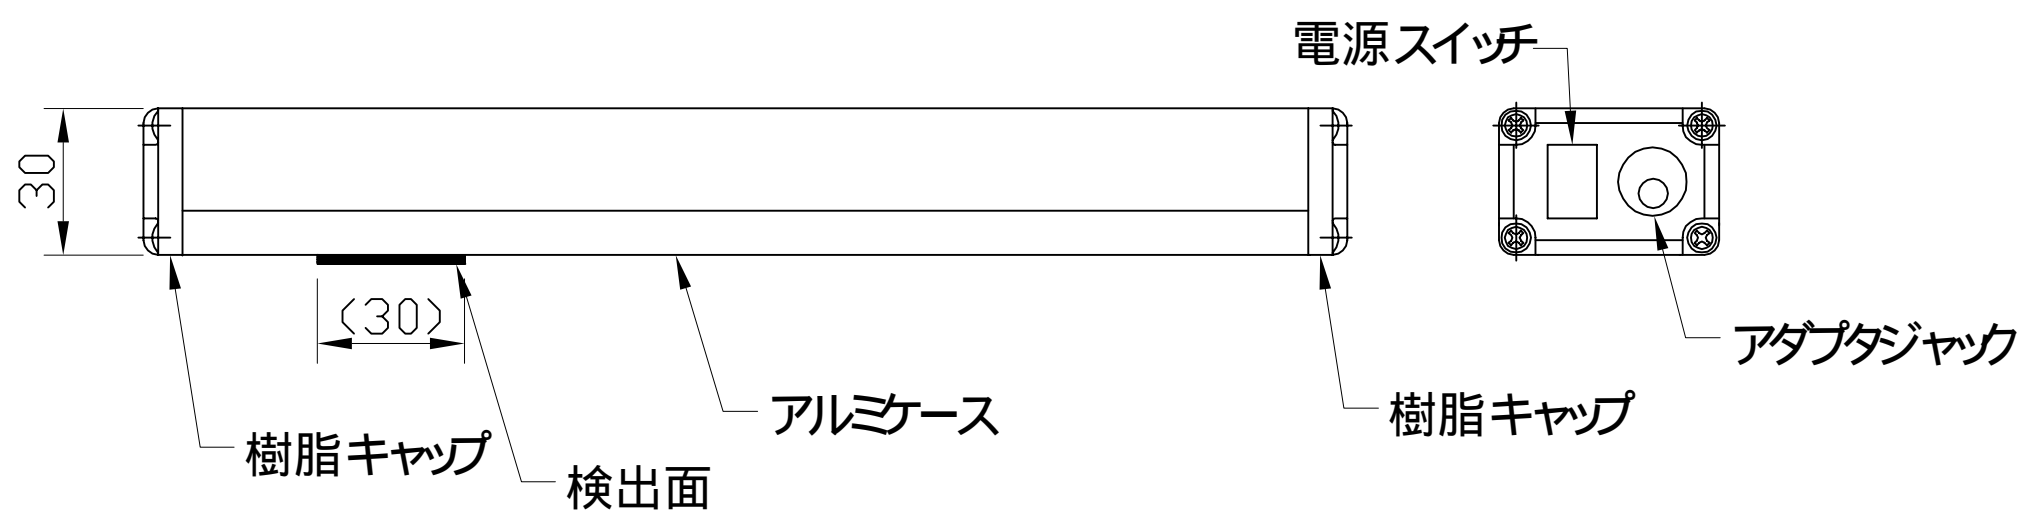 電源スイッチ
30
(30)
アダプタジャック
アルミケース
樹脂キャップ
樹脂キャップ
検出面